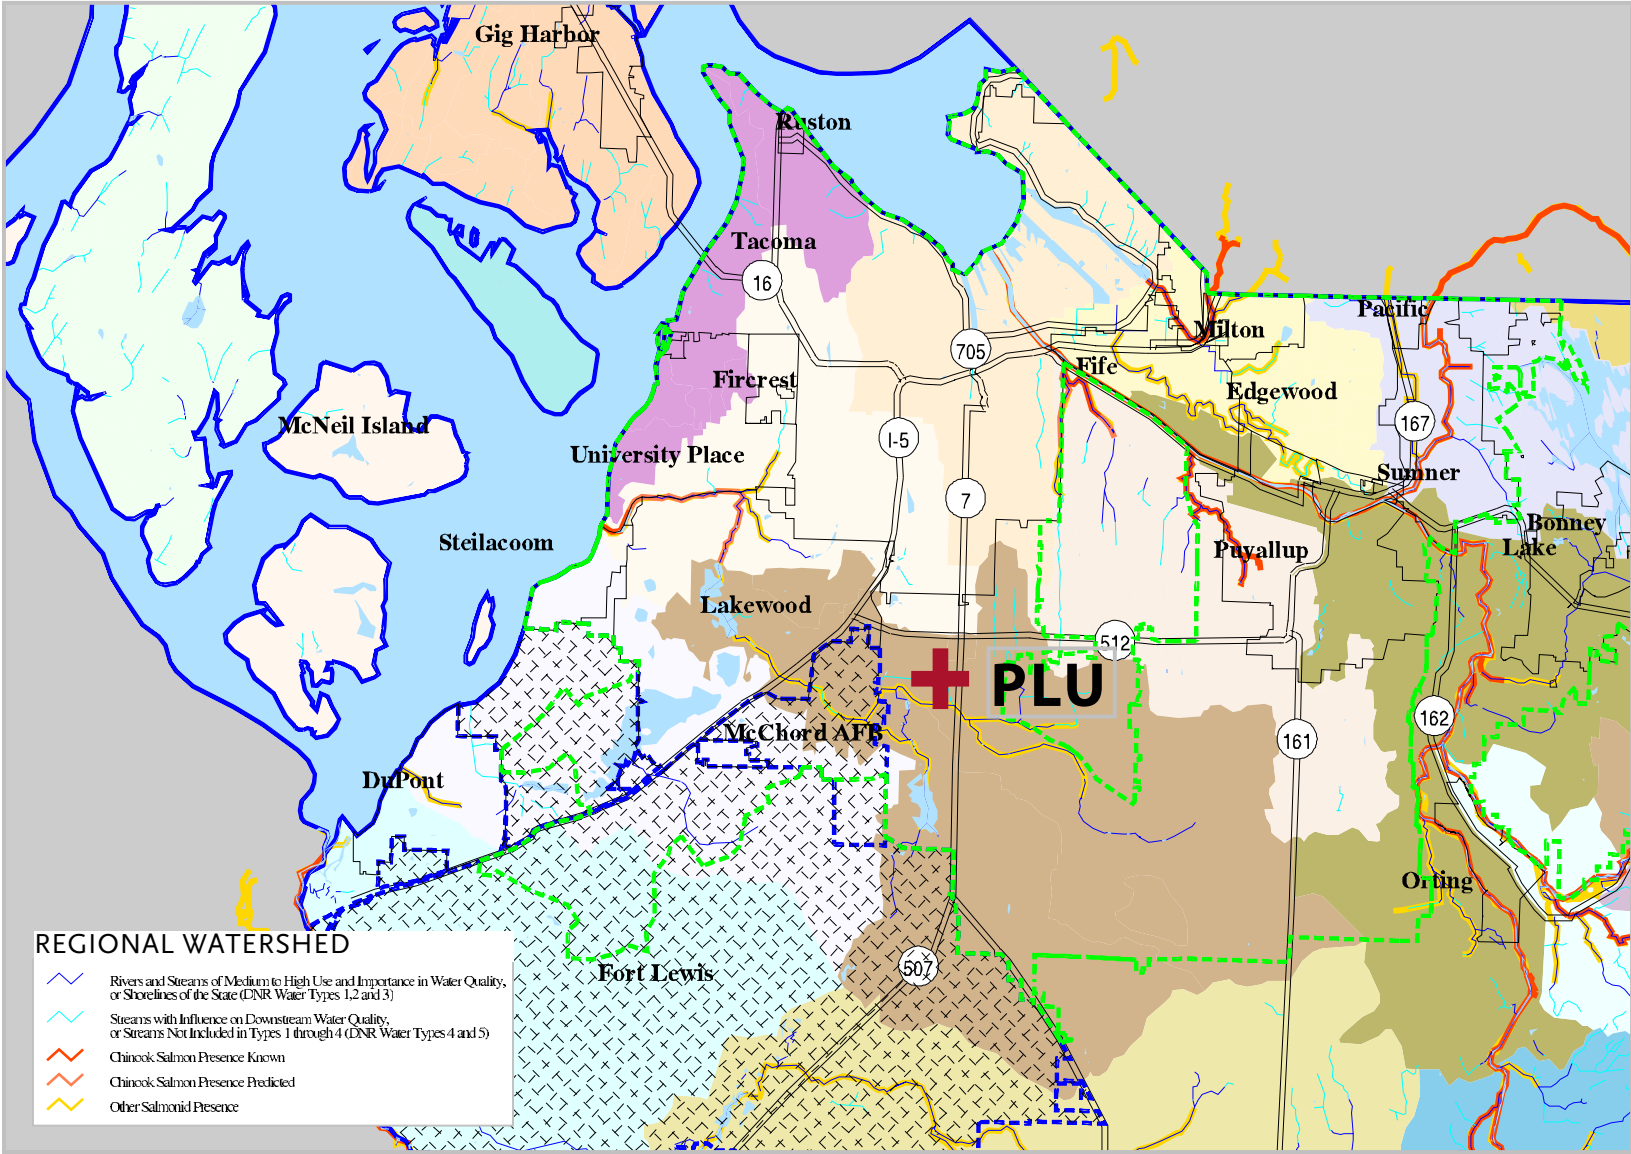 Gig Harbor
Ruston
Tacoma
16
Pacific
Milton
705
Fife
Fircrest
Edgewood
McNeil Island
167
I-5
University Place
Sumner
7
Bonney
Lake
Steilacoom
Puyallup
Lakewood
512
PLU
162
McChord AFB
161
DuPont
Orting
507
Fort Lewis
REGIONAL WATERSHED
Rivers and Streams of Medium to High Use and Importance in Water Quality,
or Shorelines of the State (DNR Water Types 1,2 and 3)
Streams with Influence on Downstream Water Quality,
or Streams Not Included in Types 1 through 4 (DNR Water Types 4 and 5)
Chinook Salmon Presence Known
Chinook Salmon Presence Predicted
Other Salmonid Presence